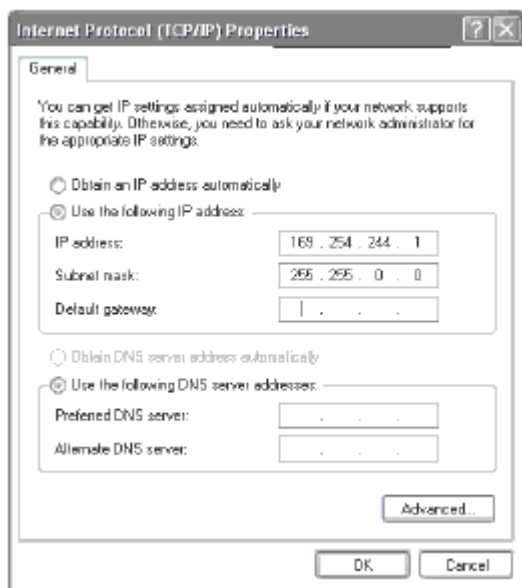 Internet Protocol (TCP/IP) Properties
General
You can get IP settings assigned automatically if your network supports
this capability. Otherwise, you need to ask your network administrator for
the appropriate IP settings.
Obtain an IP address automatically
Use the following IP address:
IP address: 169 . 254 . 244 . 1
Subnet mask: 255 . 255 . 0 . 0
Default gateway: . . .
Obtain DNS server address automatically
Use the following DNS server addresses:
Preferred DNS server: . . .
Alternate DNS server: . . .
Advanced...
OK Cancel